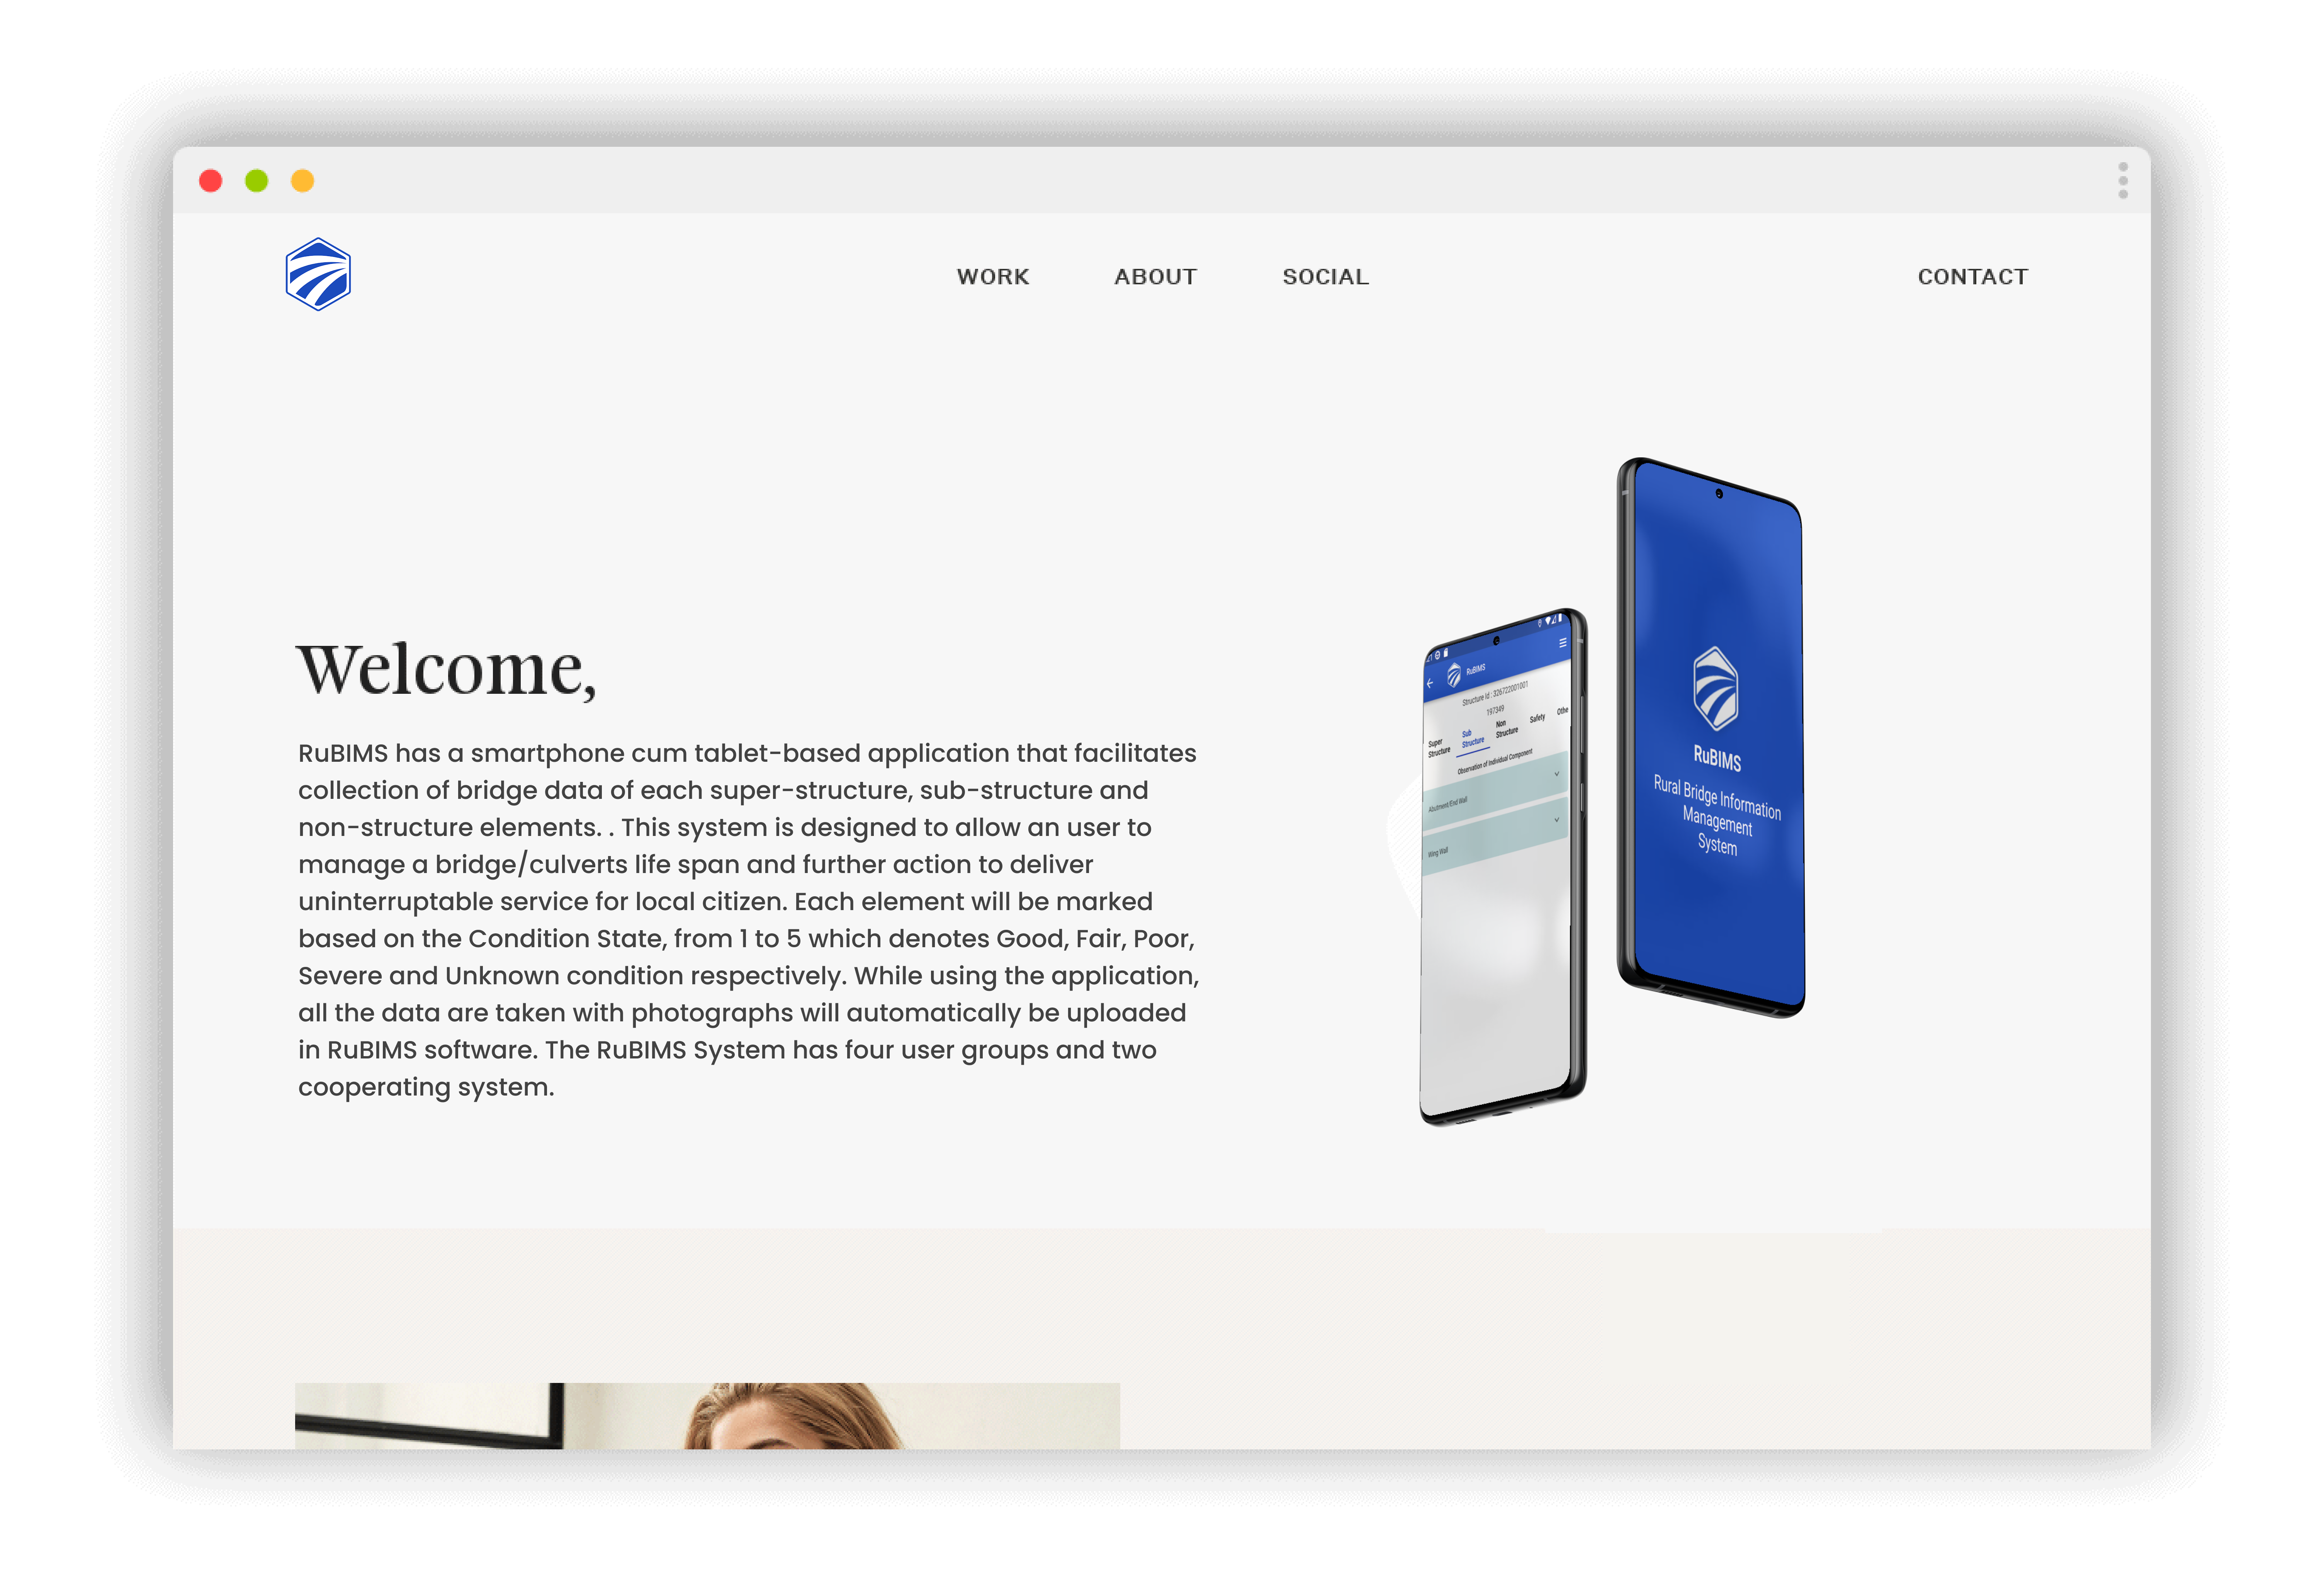 WORK ABOUT SOCIAL CONTACT
Welcome,
RuBIMS has a smartphone cum tablet-based application that facilitates
collection of bridge data of each super-structure, sub-structure and
non-structure elements. . This system is designed to allow an user to
manage a bridge/culverts life span and further action to deliver
uninterruptable service for local citizen. Each element will be marked
based on the Condition State, from 1 to 5 which denotes Good, Fair, Poor,
Severe and Unknown condition respectively. While using the application,
all the data are taken with photographs will automatically be uploaded
in RuBIMS software. The RuBIMS System has four user groups and two
cooperating system.
RuBIMS
Structure Id : 326722001001
197349
Super
Structure
Sub
Structure
Non
Structure
Safety
Othe
Observation of Individual Component
Abutment/End Wall
Wing Wall
RuBIMS
Rural Bridge Information
Management
System